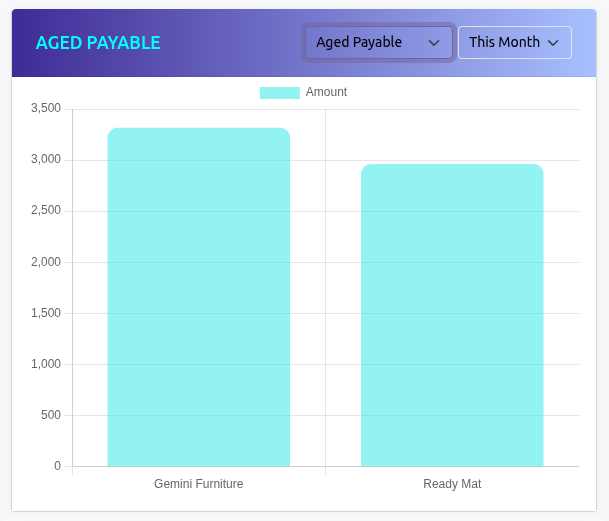 AGED PAYABLE
Aged Payable
This Month
Amount
3,500
3,000
2,500
2,000
1,500
1,000
500
0
Gemini Furniture
Ready Mat